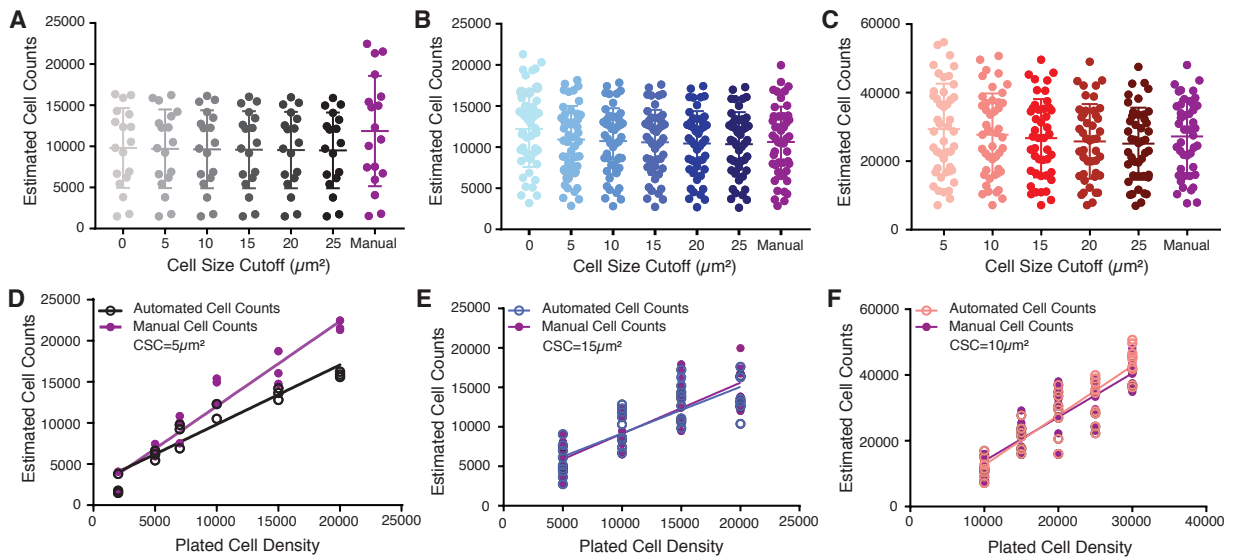 A
25000
20000
15000
10000
5000
0
Estimated Cell Counts
0 5 10 15 20 25 Manual
Cell Size Cutoff (µm²)
B
25000
20000
15000
10000
5000
0
Estimated Cell Counts
0 5 10 15 20 25 Manual
Cell Size Cutoff (µm²)
C
60000
40000
20000
0
Estimated Cell Counts
5 10 15 20 25 Manual
Cell Size Cutoff (µm²)
D
25000
20000
15000
10000
5000
0
Estimated Cell Counts
Automated Cell Counts
Manual Cell Counts
CSC=5µm²
0 5000 10000 15000 20000 25000
Plated Cell Density
E
25000
20000
15000
10000
5000
0
Estimated Cell Counts
Automated Cell Counts
Manual Cell Counts
CSC=15µm²
0 5000 10000 15000 20000 25000
Plated Cell Density
F
60000
40000
20000
0
Estimated Cell Counts
Automated Cell Counts
Manual Cell Counts
CSC=10µm²
0 10000 20000 30000 40000
Plated Cell Density